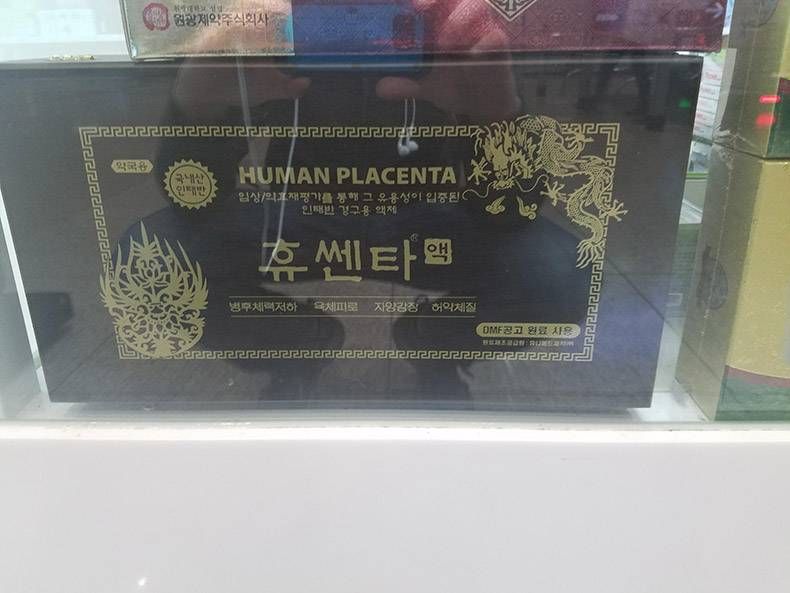 원광제약주식회사
약국용
국내산
인태반
HUMAN PLACENTA
임상/의료재평가를 통해 그 유용성이 입증된
인태반 경구용 액제
휴쎈타® 액
병후체력저하 육체피로 자양강장 허약체질
DMF공고 원료 사용